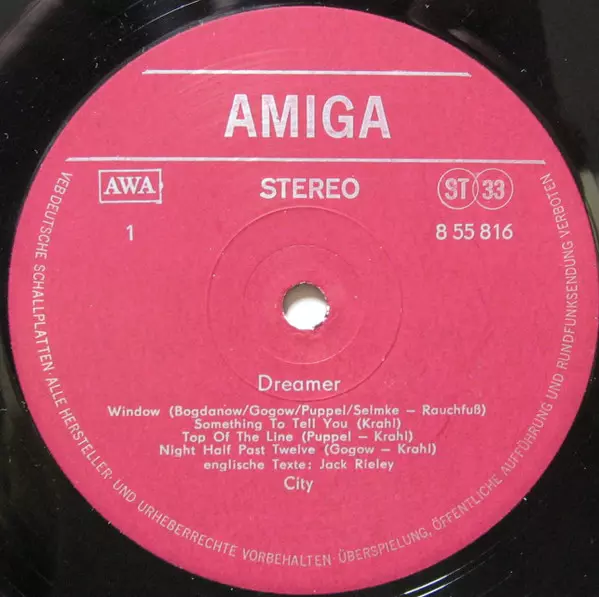 AMIGA
AWA
STEREO
ST 33
1
8 55 816
Dreamer
Window (Bogdanow/Gogow/Puppel/Selmke – Rauchfuß)
Something To Tell You (Krahl)
Top Of The Line (Puppel – Krahl)
Night Half Past Twelve (Gogow – Krahl)
englische Texte: Jack Rieley
City
VEB DEUTSCHE SCHALLPLATTEN · ALLE HERSTELLER- UND URHEBERRECHTE VORBEHALTEN · ÜBERSPIELUNG, ÖFFENTLICHE AUFFÜHRUNG UND RUNDFUNKSENDUNG VERBOTEN